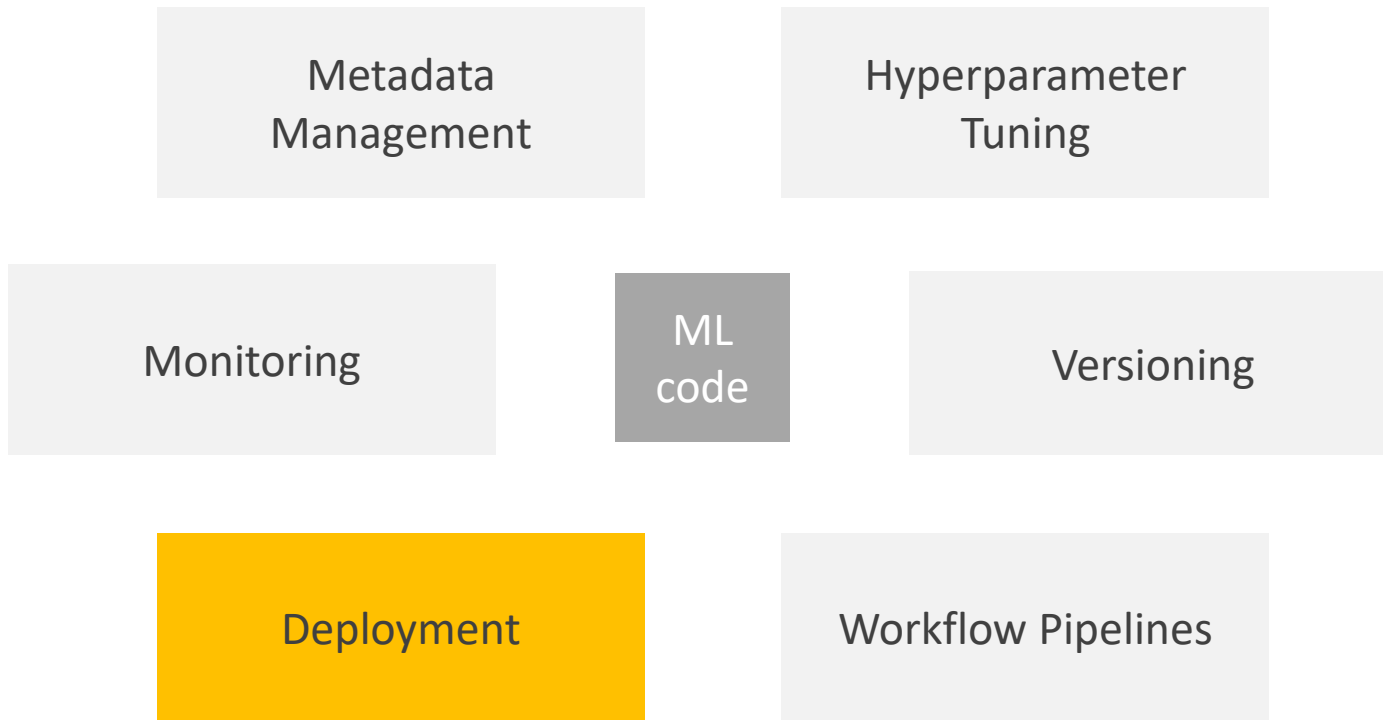 Metadata
Management
Hyperparameter
Tuning
Monitoring
ML
code
Versioning
Deployment
Workflow Pipelines